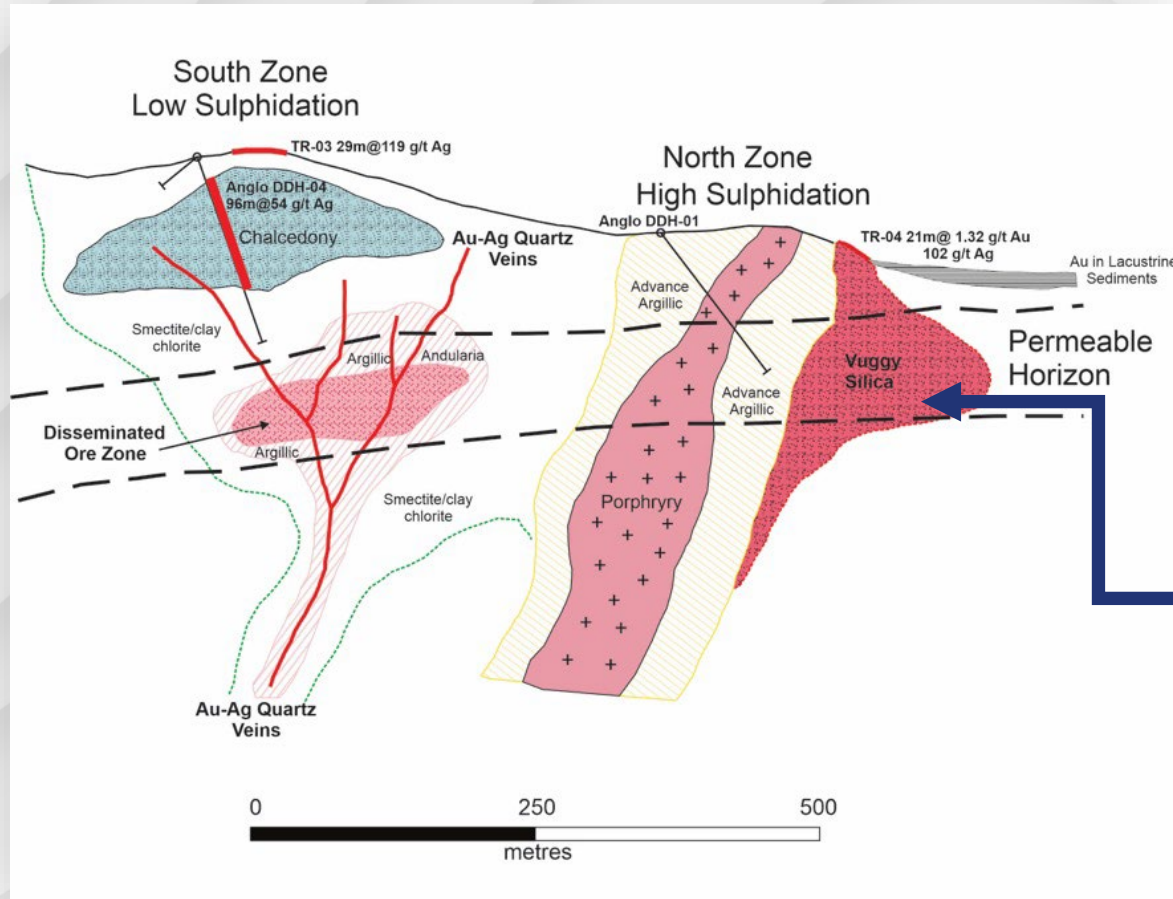 South Zone
Low Sulphidation
TR-03 29m@119 g/t Ag
Anglo DDH-04
96m@54 g/t Ag
Chalcedony
Au-Ag Quartz
Veins
North Zone
High Sulphidation
Anglo DDH-01
TR-04 21m@ 1.32 g/t Au
102 g/t Ag
Au in Lacustrine
Sediments
Advance
Argillic
Smectite/clay
chlorite
Argillic
Andularia
Permeable
Horizon
Vuggy
Silica
Advance
Argillic
Disseminated
Ore Zone
Argillic
Smectite/clay
chlorite
Porphryry
Au-Ag Quartz
Veins
0 250 500
metres